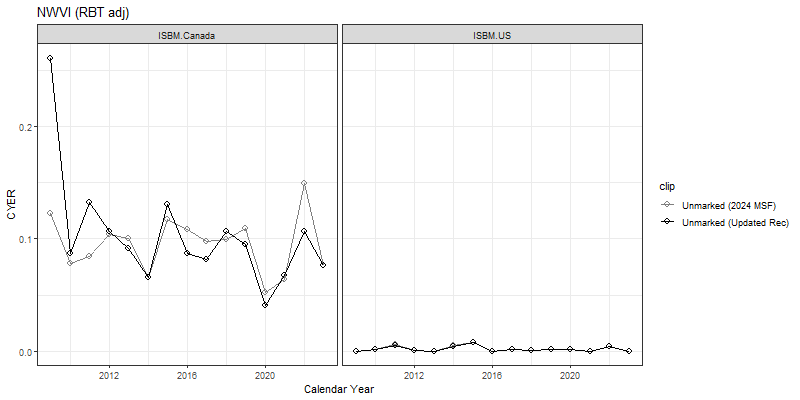 NWVI (RBT adj)
ISBM.Canada
ISBM.US
0.2
0.1
0.0
CYER
2012
2016
2020
2012
2016
2020
Calendar Year
clip
Unmarked (2024 MSF)
Unmarked (Updated Rec)